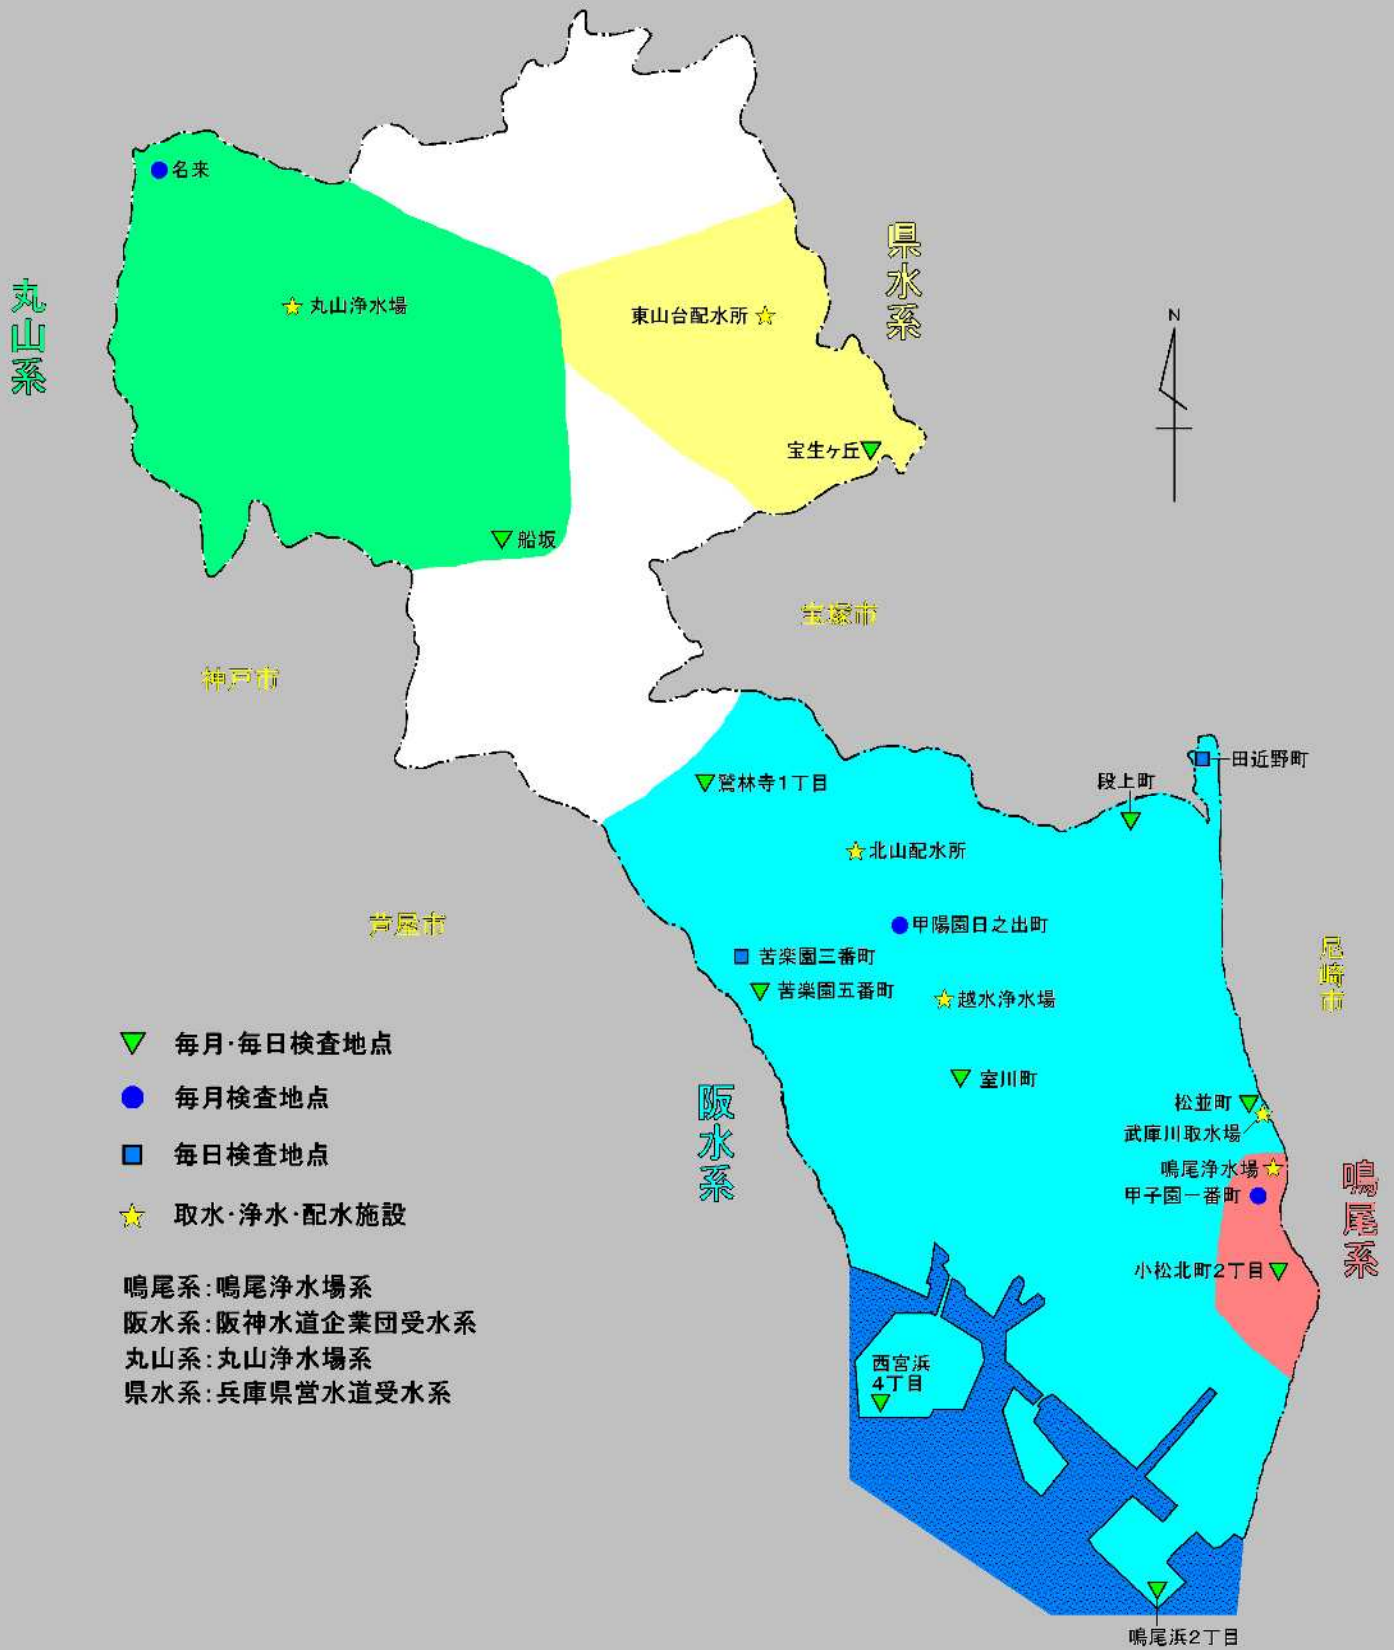 名来
丸山系
丸山浄水場
東山台配水所
県水系
N
宝生ヶ丘
船坂
宝塚市
神戸市
鷲林寺1丁目
段上町
田近野町
北山配水所
芦屋市
甲陽園日之出町
尼崎市
苦楽園三番町
苦楽園五番町
越水浄水場
室川町
阪水系
松並町
武庫川取水場
鳴尾浄水場
甲子園一番町
鳴尾系
小松北町2丁目
西宮浜
4丁目
鳴尾浜2丁目
毎月・毎日検査地点
毎月検査地点
毎日検査地点
取水・浄水・配水施設
鳴尾系：鳴尾浄水場系
阪水系：阪神水道企業団受水系
丸山系：丸山浄水場系
県水系：兵庫県営水道受水系